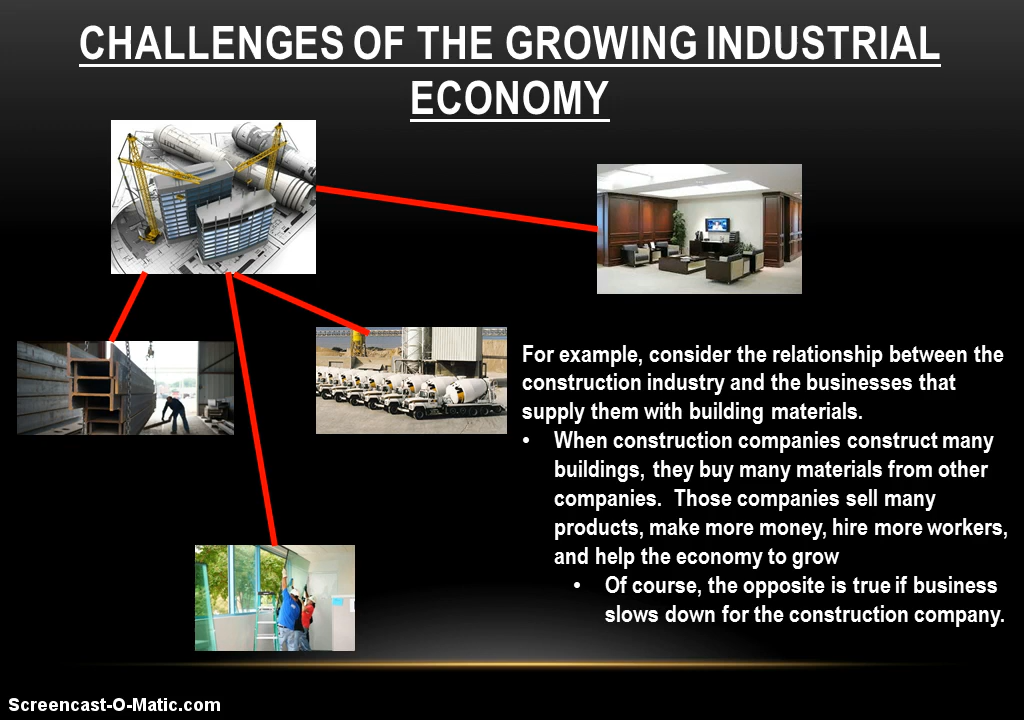 CHALLENGES OF THE GROWING INDUSTRIAL
ECONOMY
For example, consider the relationship between the
construction industry and the businesses that
supply them with building materials.
• When construction companies construct many
buildings, they buy many materials from other
companies.  Those companies sell many
products, make more money, hire more workers,
and help the economy to grow
• Of course, the opposite is true if business
slows down for the construction company.
Screencast-O-Matic.com